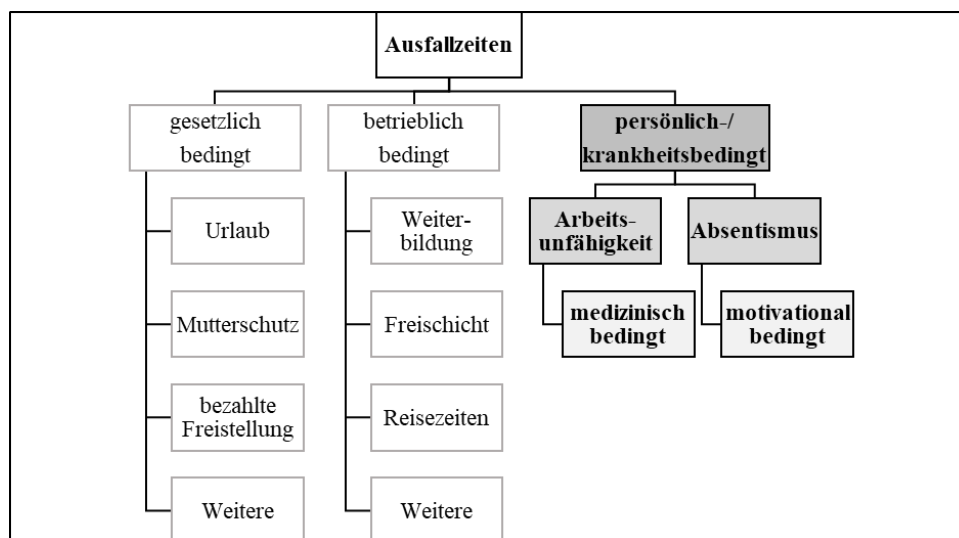 Ausfallzeiten
gesetzlich
bedingt
betrieblich
bedingt
persönlich-/
krankheitsbedingt
Urlaub
Mutterschutz
bezahlte
Freistellung
Weitere
Weiter-
bildung
Freischicht
Reisezeiten
Weitere
Arbeits-
unfähigkeit
medizinisch
bedingt
Absentismus
motivational
bedingt